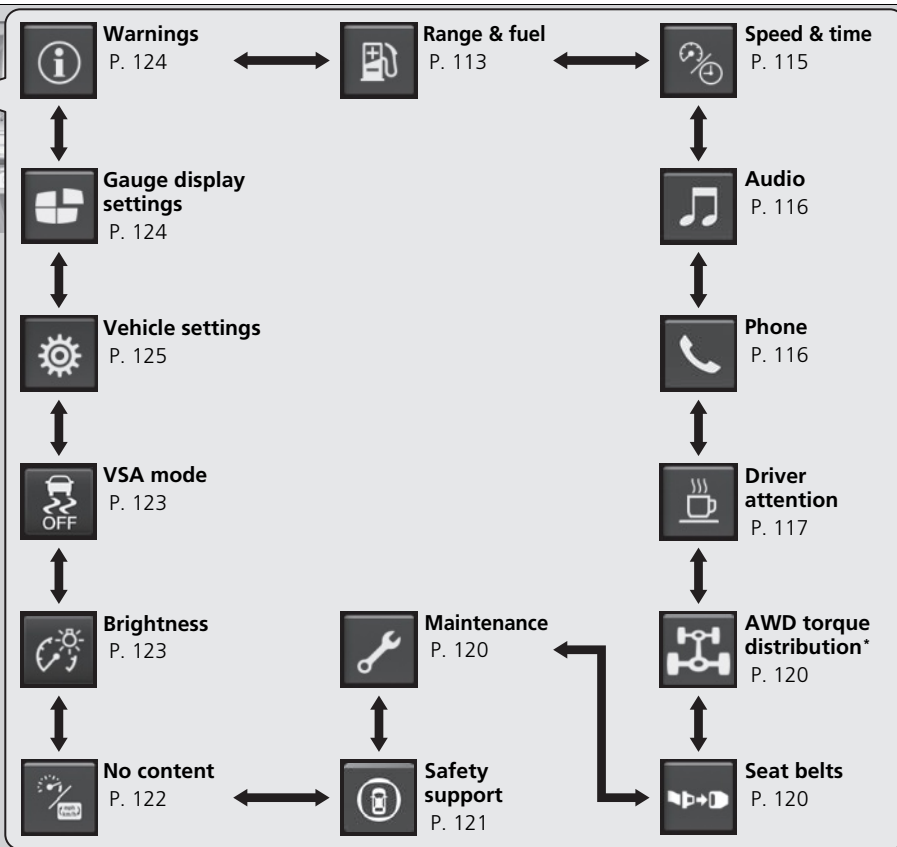 Warnings
P. 124
Range & fuel
P. 113
Speed & time
P. 115
Gauge display
settings
P. 124
Audio
P. 116
Vehicle settings
P. 125
Phone
P. 116
VSA mode
P. 123
OFF
Driver
attention
P. 117
Brightness
P. 123
Maintenance
P. 120
AWD torque
distribution*
P. 120
No content
P. 122
mph
km/h
Safety
support
P. 121
Seat belts
P. 120